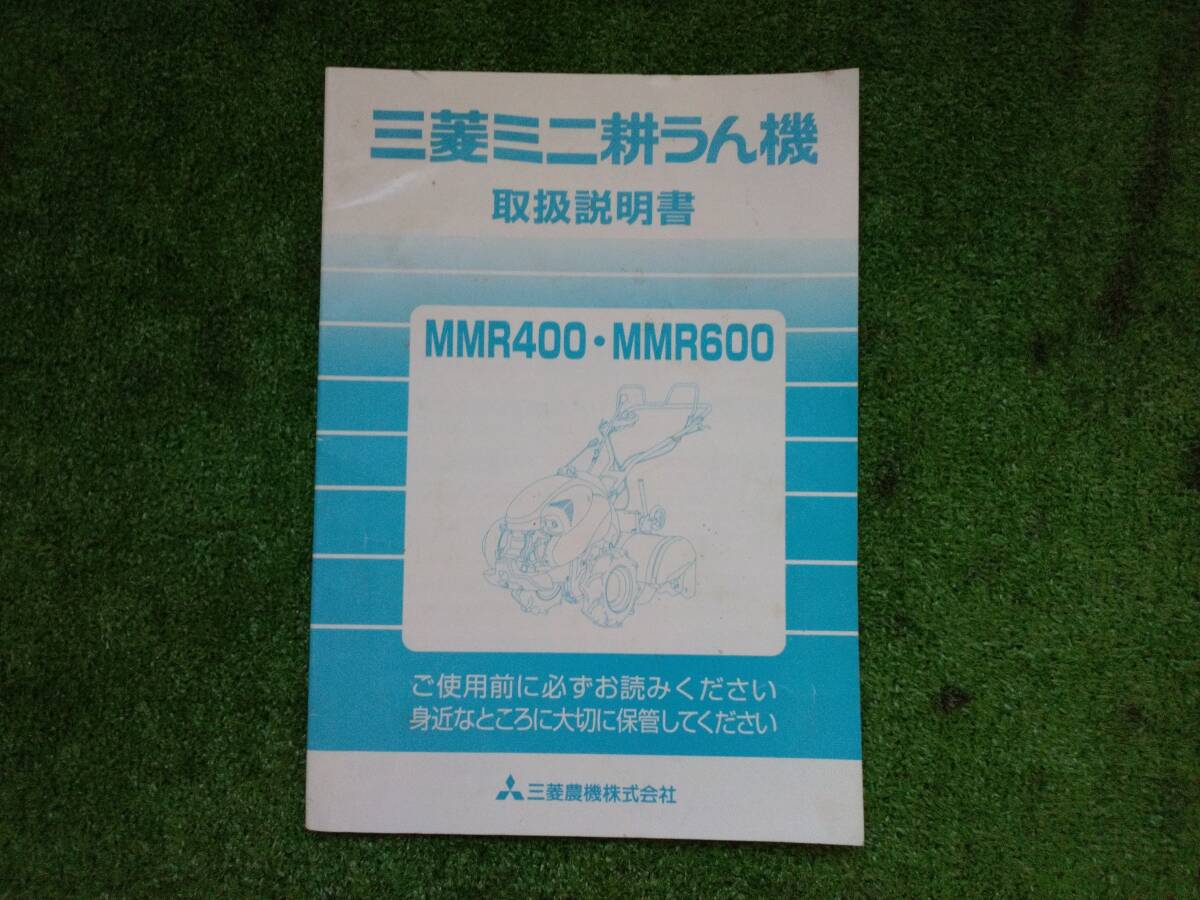 三菱ミニ耕うん機
取扱説明書
MMR400・MMR600
ご使用前に必ずお読みください
身近なところに大切に保管してください
三菱農機株式会社